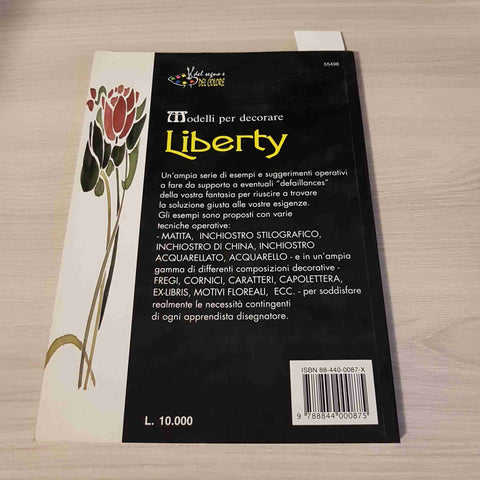 55496
del segno e
DEL COLORE
Modelli per decorare
Liberty
Un'ampia serie di esempi e suggerimenti operativi
a fare da supporto a eventuali "defaillances"
della vostra fantasia per riuscire a trovare
la soluzione giusta alle vostre esigenze.
Gli esempi sono proposti con varie
tecniche operative:
- MATITA, INCHIOSTRO STILOGRAFICO,
INCHIOSTRO DI CHINA, INCHIOSTRO
ACQUARELLATO, ACQUARELLO - e in un'ampia
gamma di differenti composizioni decorative -
FREGI, CORNICI, CARATTERI, CAPOLETTERA,
EX-LIBRIS, MOTIVI FLOREALI, ECC. - per soddisfare
realmente le necessità contingenti
di ogni apprendista disegnatore.
ISBN 88-440-0087-X
9 788844 000875
L. 10.000